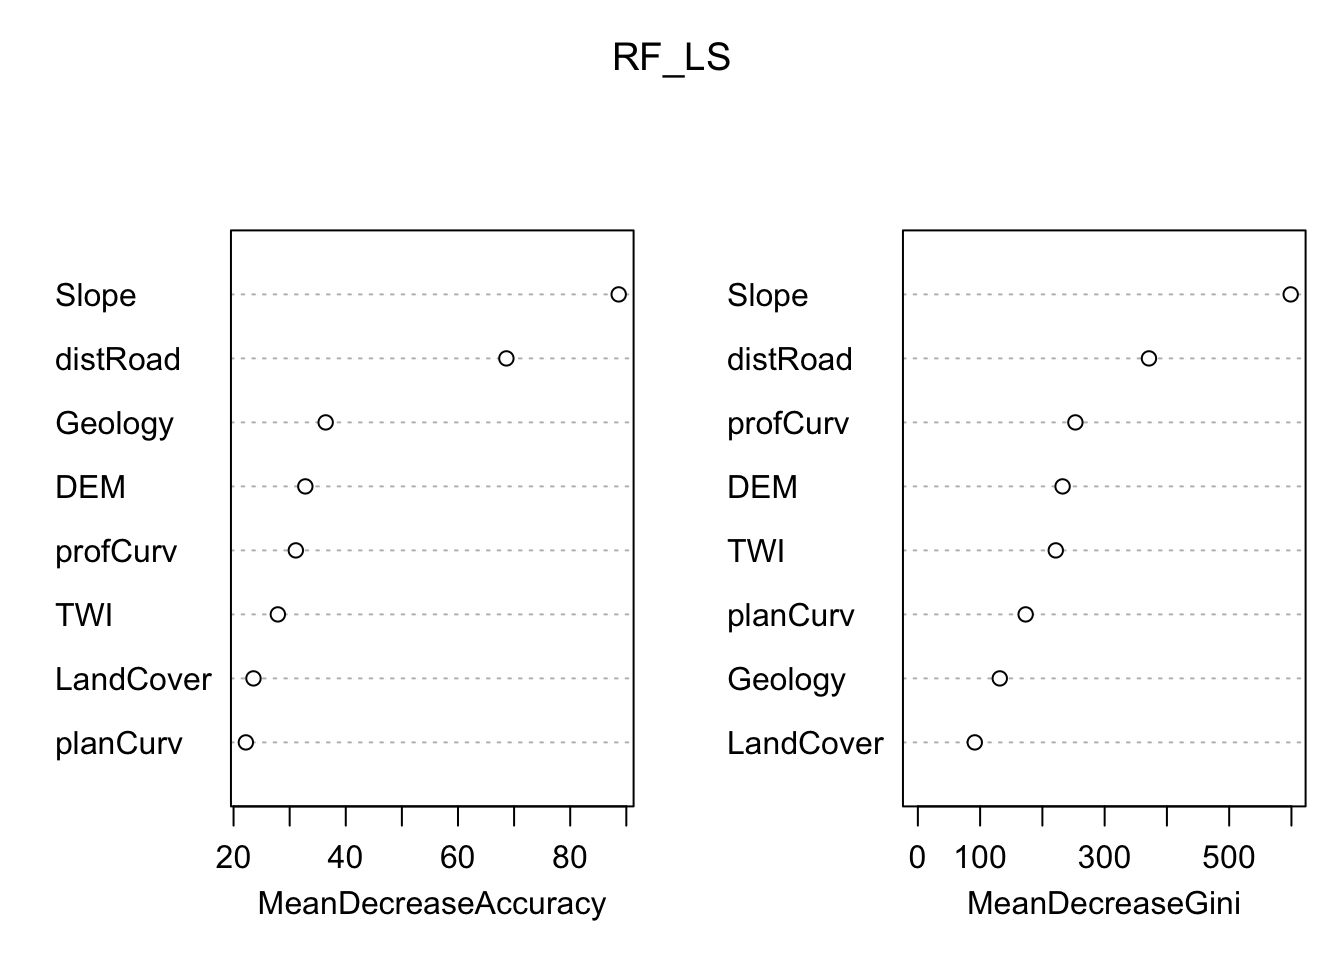 RF_LS
Slope
distRoad
Geology
DEM
profCurv
TWI
LandCover
planCurv
20 40 60 80
MeanDecreaseAccuracy
Slope
distRoad
profCurv
DEM
TWI
planCurv
Geology
LandCover
0 100 300 500
MeanDecreaseGini